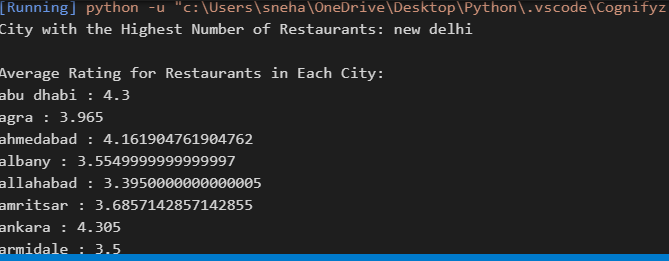 [Running] python -u "c:\Users\sneha\OneDrive\Desktop\Python\.vscode\Cognifyz
City with the Highest Number of Restaurants: new delhi
Average Rating for Restaurants in Each City:
abu dhabi : 4.3
agra : 3.965
ahmedabad : 4.161904761904762
albany : 3.5549999999999997
allahabad : 3.3950000000000005
amritsar : 3.6857142857142855
ankara : 4.305
armidale : 3.5